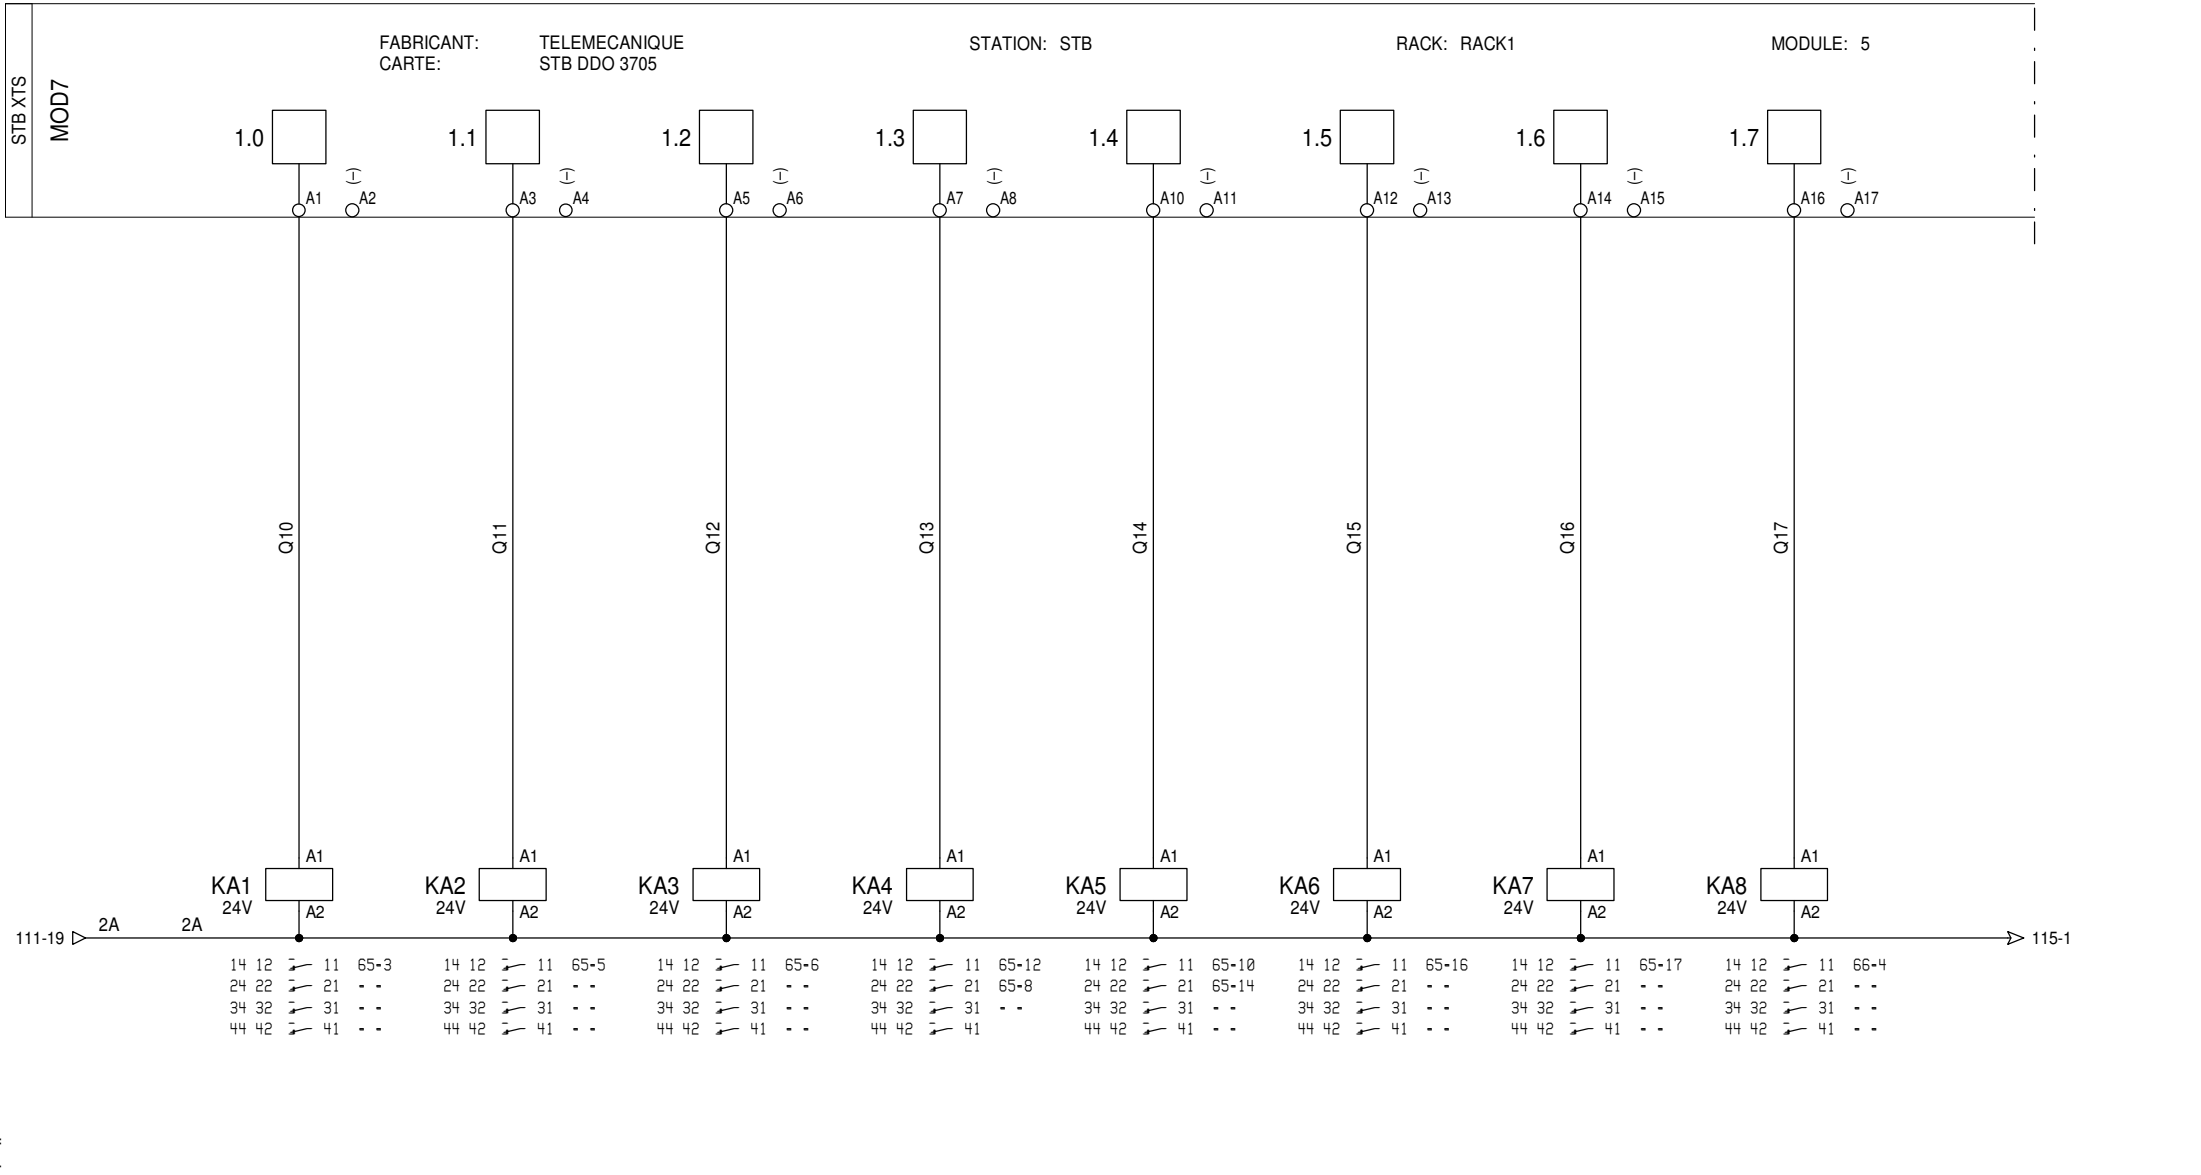 FABRICANT: TELEMECANIQUE STATION: STB RACK: RACK1 MODULE: 5
CARTE: STB DDO 3705
STB XTS
MOD7
1.0 1.1 1.2 1.3 1.4 1.5 1.6 1.7
(-) (-) (-) (-) (-) (-) (-) (-)
A1 A2 A3 A4 A5 A6 A7 A8 A10 A11 A12 A13 A14 A15 A16 A17
Q10 Q11 Q12 Q13 Q14 Q15 Q16 Q17
A1 A1 A1 A1 A1 A1 A1 A1
KA1 KA2 KA3 KA4 KA5 KA6 KA7 KA8
24V 24V 24V 24V 24V 24V 24V 24V
A2 A2 A2 A2 A2 A2 A2 A2
111-19 2A 2A 115-1
14 12 11 65-3 14 12 11 65-5 14 12 11 65-6 14 12 11 65-12 14 12 11 65-10 14 12 11 65-16 14 12 11 65-17 14 12 11 66-4
24 22 21 - - 24 22 21 - - 24 22 21 - - 24 22 21 65-8 24 22 21 65-14 24 22 21 - - 24 22 21 - - 24 22 21 - -
34 32 31 - - 34 32 31 - - 34 32 31 - - 34 32 31 - - 34 32 31 - - 34 32 31 - - 34 32 31 - - 34 32 31 - -
44 42 41 - - 44 42 41 - - 44 42 41 - - 44 42 41 44 42 41 - - 44 42 41 - - 44 42 41 - - 44 42 41 - -